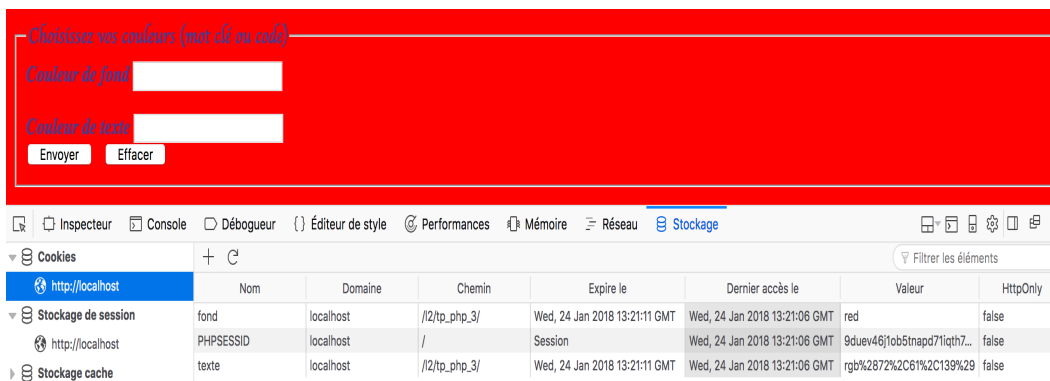 Choisissez vos couleurs (mot clé ou code)
Couleur de fond
Couleur de texte
Envoyer Effacer
Inspecteur Console Débogueur {} Éditeur de style Performances Mémoire Réseau Stockage
Cookies
Filtrer les éléments
http://localhost
Nom Domaine Chemin Expire le Dernier accès le Valeur HttpOnly
Stockage de session
fond localhost /l2/tp_php_3/ Wed, 24 Jan 2018 13:21:11 GMT Wed, 24 Jan 2018 13:21:06 GMT red false
http://localhost
PHPSESSID localhost / Session Wed, 24 Jan 2018 13:21:06 GMT 9duev46j1ob5tnapd71iqth7... false
Stockage cache
texte localhost /l2/tp_php_3/ Wed, 24 Jan 2018 13:21:11 GMT Wed, 24 Jan 2018 13:21:06 GMT rgb%2872%2C61%2C139%29 false